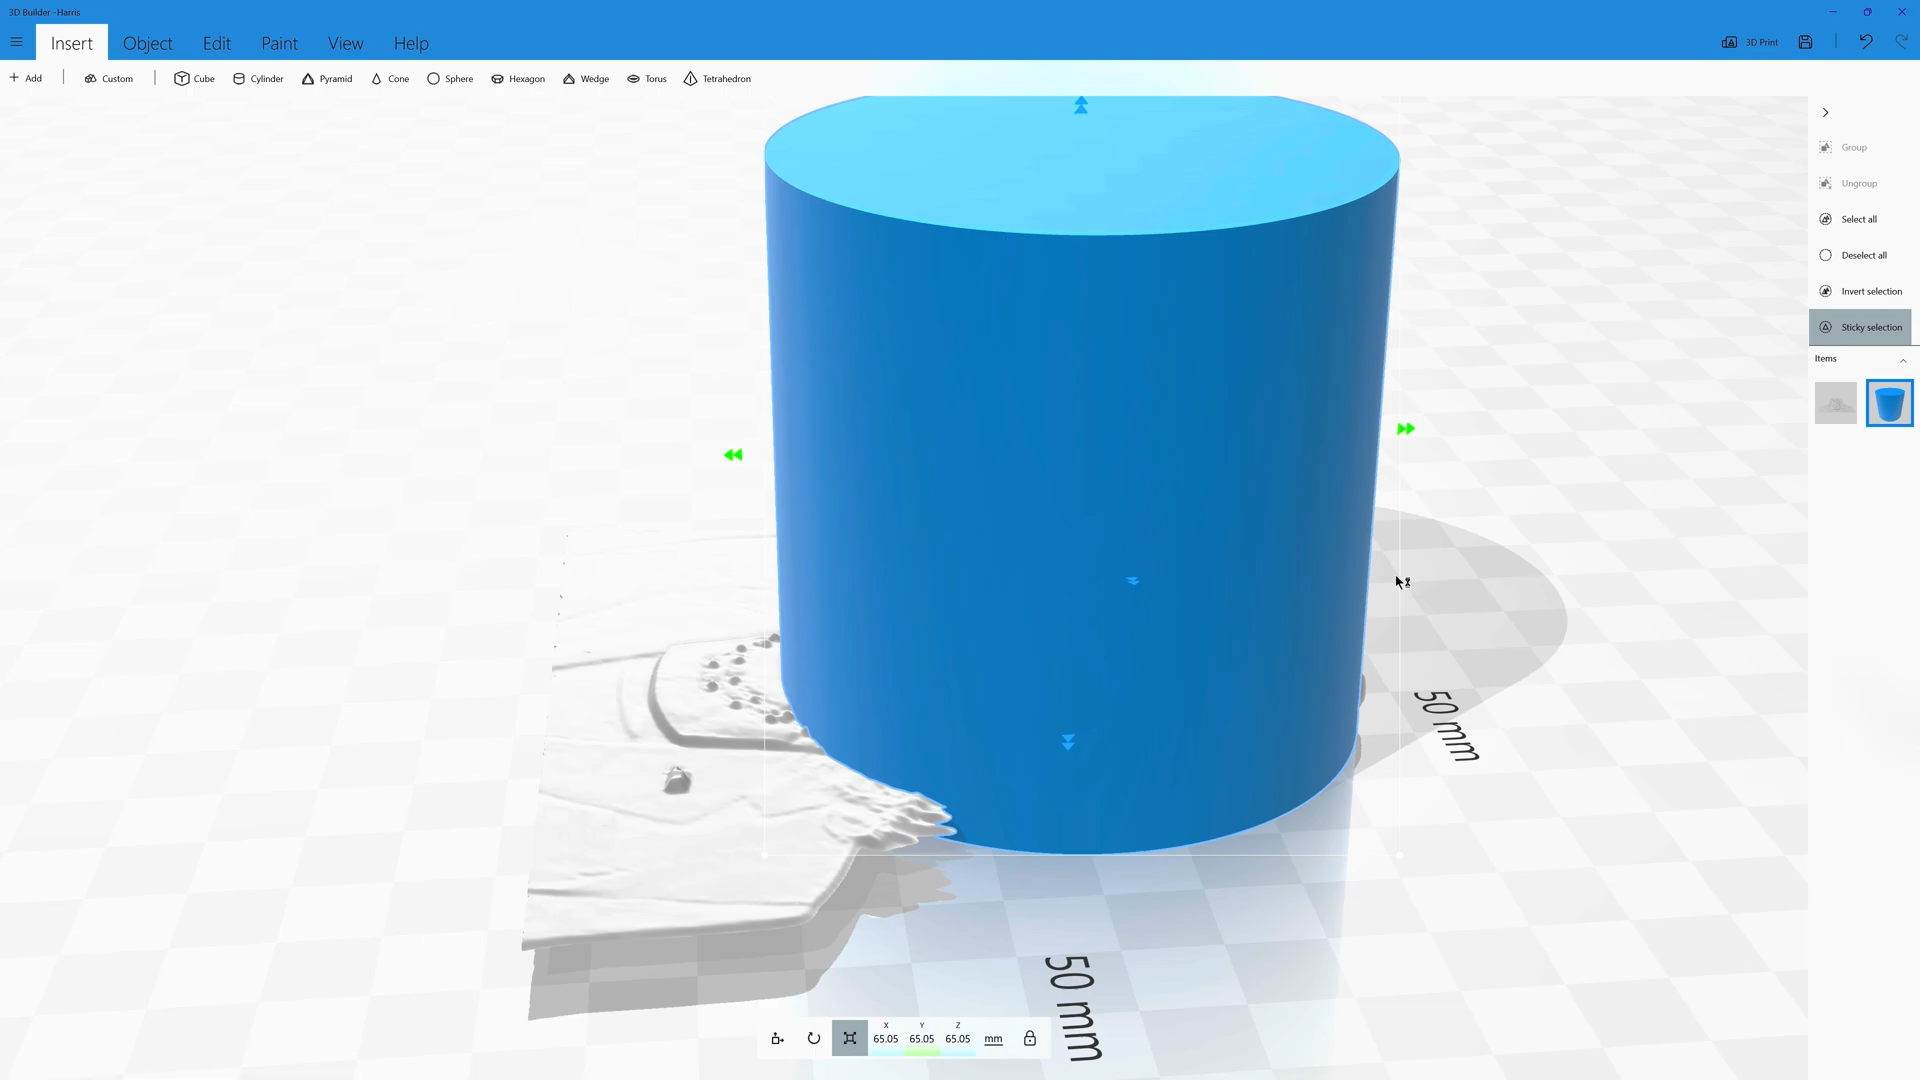 3D Builder -Harris
Insert Object Edit Paint View Help
3D Print
Add Custom Cube Cylinder Pyramid Cone Sphere Hexagon Wedge Torus Tetrahedron
Group
Ungroup
Select all
Deselect all
Invert selection
Sticky selection
Items
50 mm
50 mm
X Y Z
65.05 65.05 65.05 mm